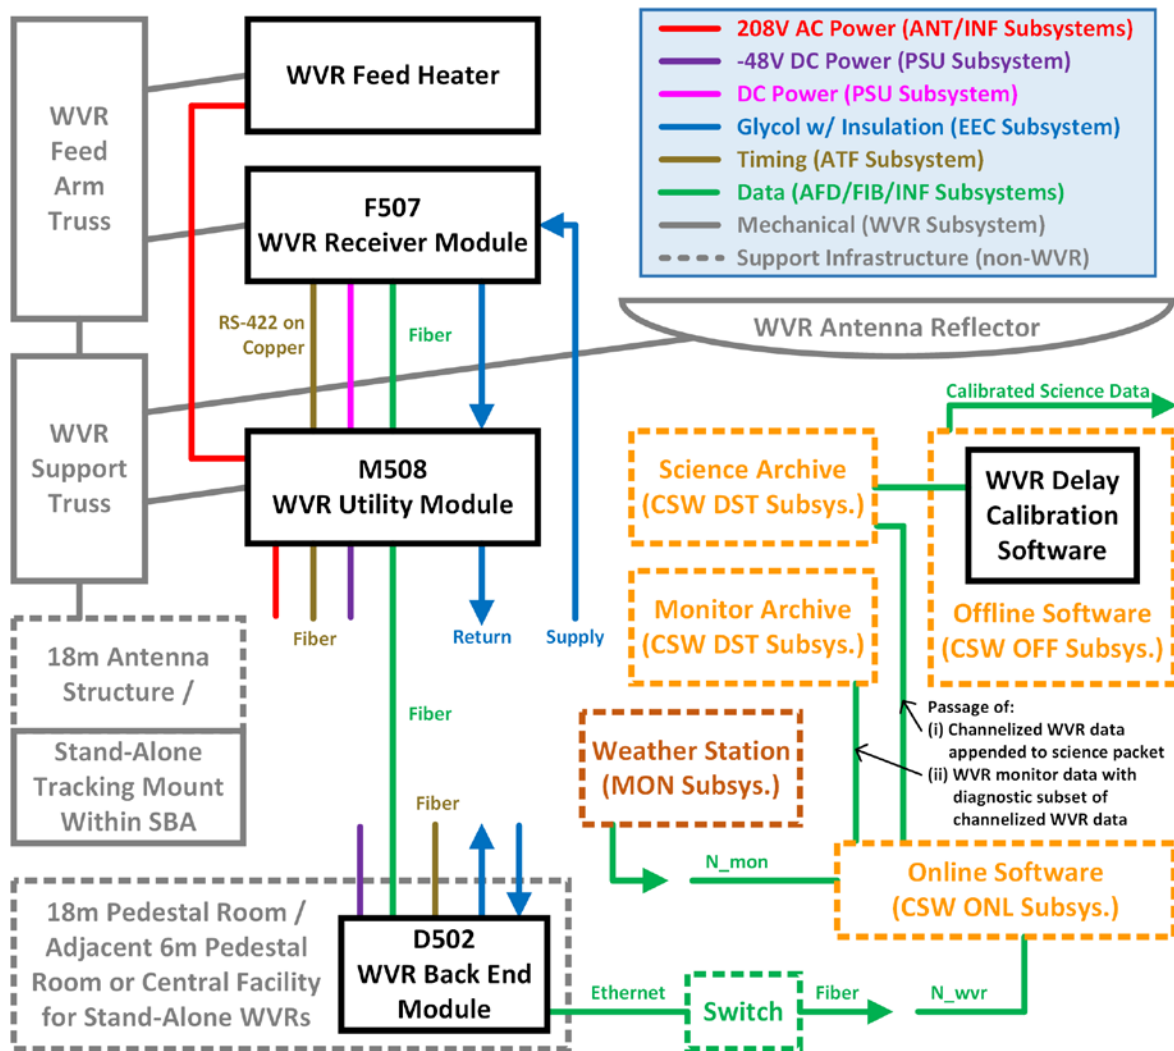 WVR
Feed
Arm
Truss
WVR Feed Heater
F507
WVR Receiver Module
208V AC Power (ANT/INF Subsystems)
-48V DC Power (PSU Subsystem)
DC Power (PSU Subsystem)
Glycol w/ Insulation (EEC Subsystem)
Timing (ATF Subsystem)
Data (AFD/FIB/INF Subsystems)
Mechanical (WVR Subsystem)
Support Infrastructure (non-WVR)
RS-422 on
Copper
Fiber
WVR Antenna Reflector
WVR
Support
Truss
M508
WVR Utility Module
Calibrated Science Data
Science Archive
(CSW DST Subsys.)
WVR Delay
Calibration
Software
Monitor Archive
(CSW DST Subsys.)
Offline Software
(CSW OFF Subsys.)
Fiber
Return
Supply
18m Antenna
Structure /
Stand-Alone
Tracking Mount
Within SBA
Fiber
Passage of:
(i) Channelized WVR data
appended to science packet
(ii) WVR monitor data with
diagnostic subset of
channelized WVR data
Weather Station
(MON Subsys.)
Fiber
N_mon
Online Software
(CSW ONL Subsys.)
18m Pedestal Room /
Adjacent 6m Pedestal
Room or Central Facility
for Stand-Alone WVRs
D502
WVR Back End
Module
Ethernet
Switch
Fiber
N_wvr